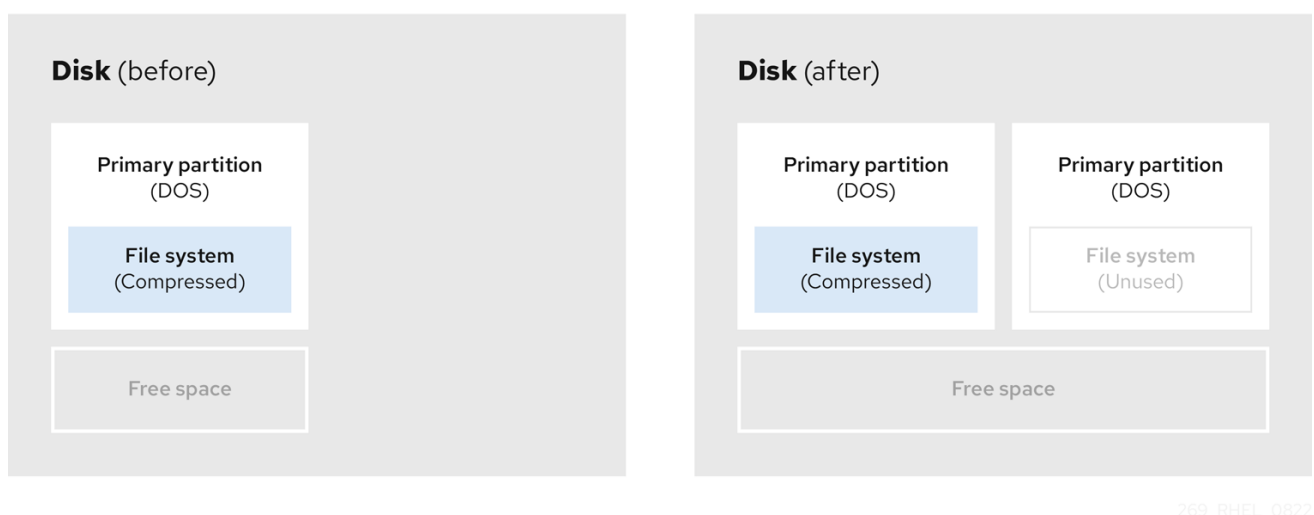 Disk (before)
Primary partition
(DOS)
File system
(Compressed)
Free space
Disk (after)
Primary partition
(DOS)
File system
(Compressed)
Primary partition
(DOS)
File system
(Unused)
Free space
269_RHEL_0822